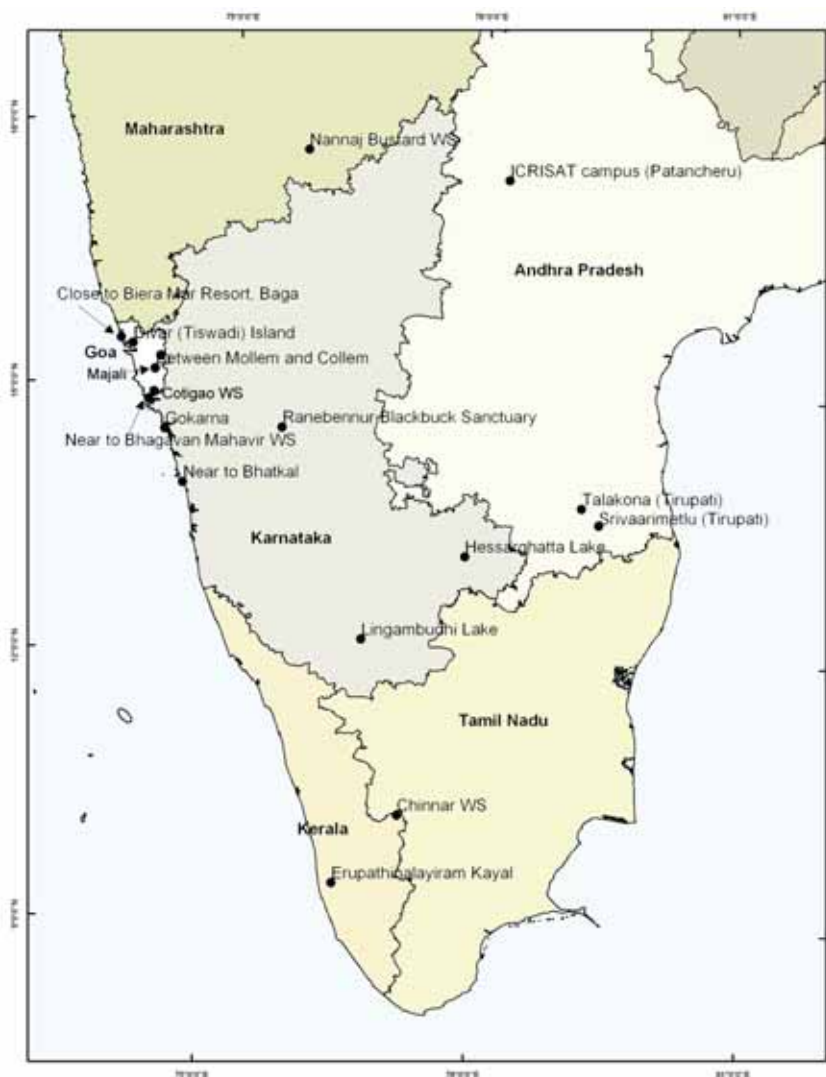 Maharashtra
Nannaj Bustard WS
ICRISAT campus (Patancheru)
Andhra Pradesh
Close to Biera Mar Resort, Baga
Divar (Tiswadi) Island
Goa
Between Mollem and Collem
Majali
Cotigao WS
Gokarna
Ranebennur Blackbuck Sanctuary
Near to Bhagavan Mahavir WS
Near to Bhatkal
Talakona (Tirupati)
Srivaarimetlu (Tirupati)
Karnataka
Hessarghatta Lake
Lingambudhi Lake
Tamil Nadu
Chinnar WS
Kerala
Erupathinalayiram Kayal